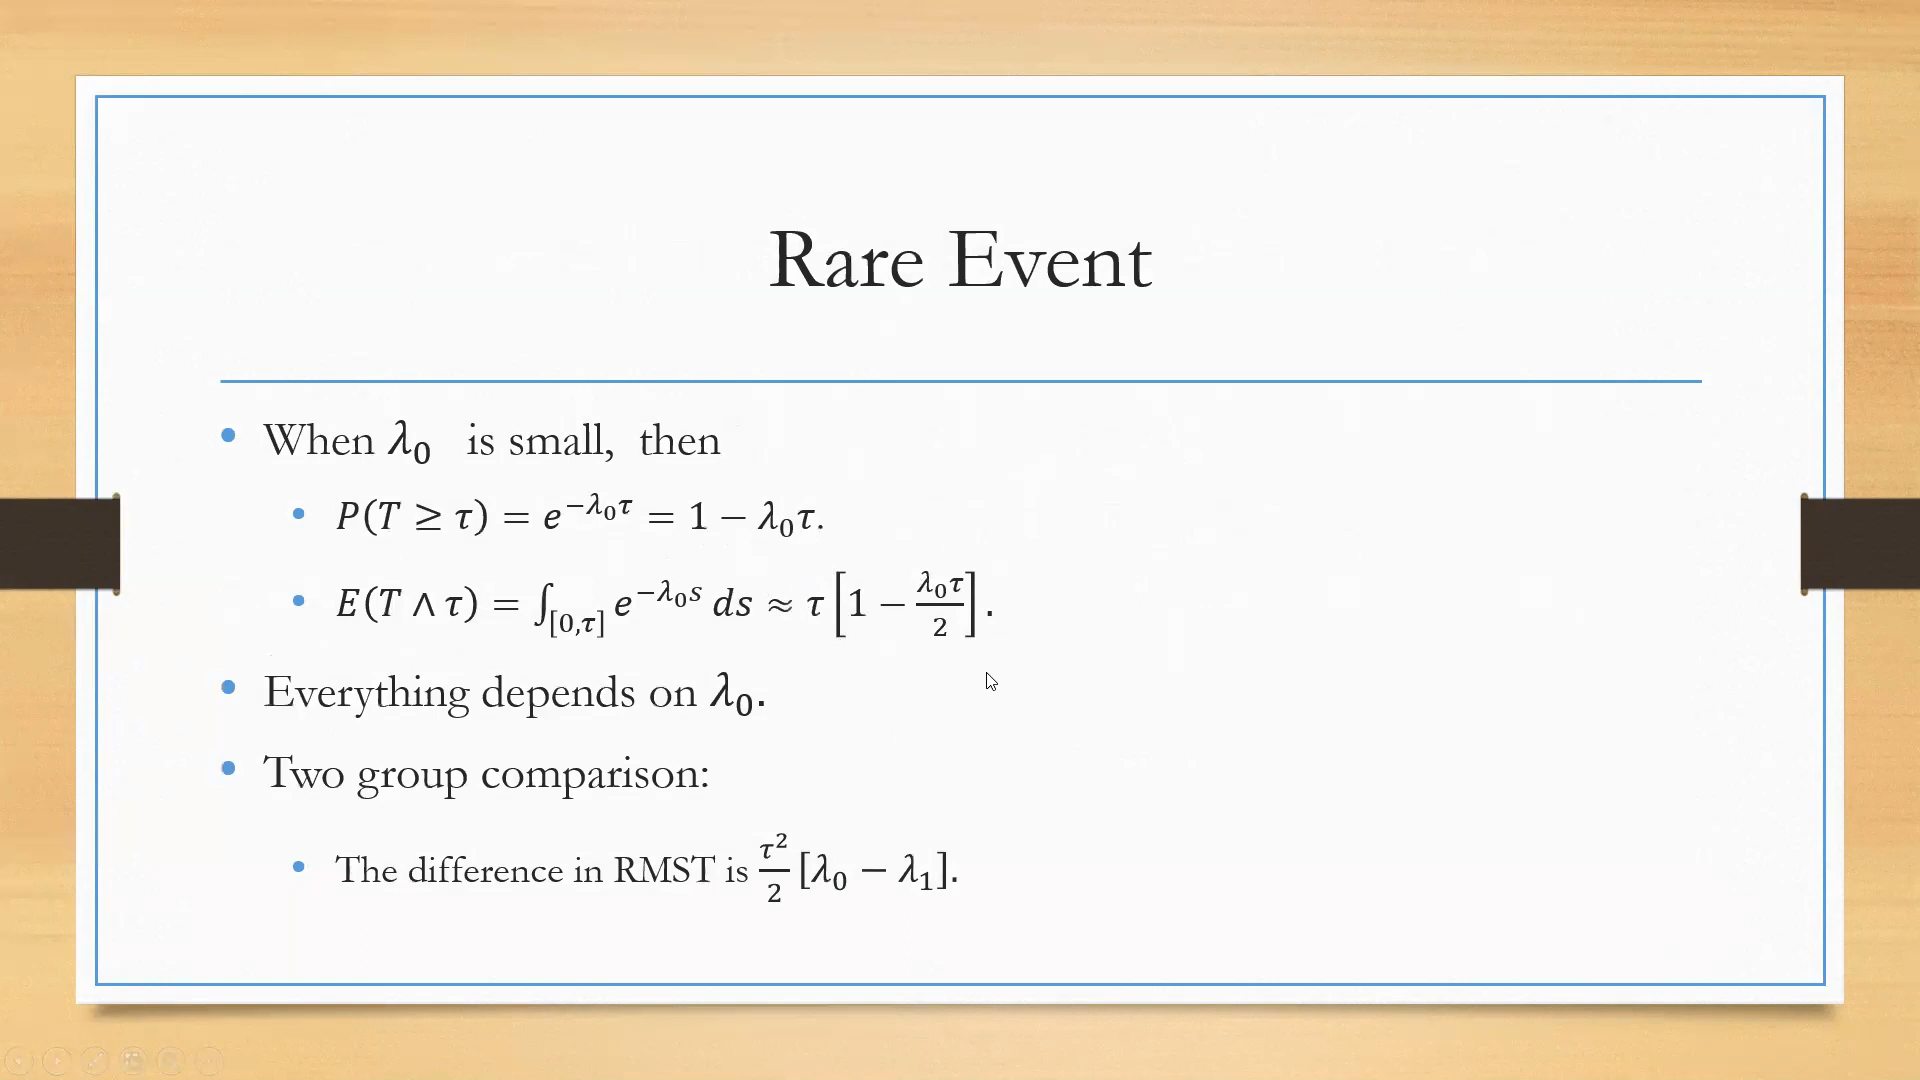 Rare Event
• When λ₀ is small, then
• P(T ≥ τ) = e^{−λ₀τ} = 1 − λ₀τ.
• E(T ∧ τ) = ∫_{[0,τ]} e^{−λ₀s} ds ≈ τ[1 − λ₀τ/2].
• Everything depends on λ₀.
• Two group comparison:
• The difference in RMST is τ²/2 [λ₀ − λ₁].